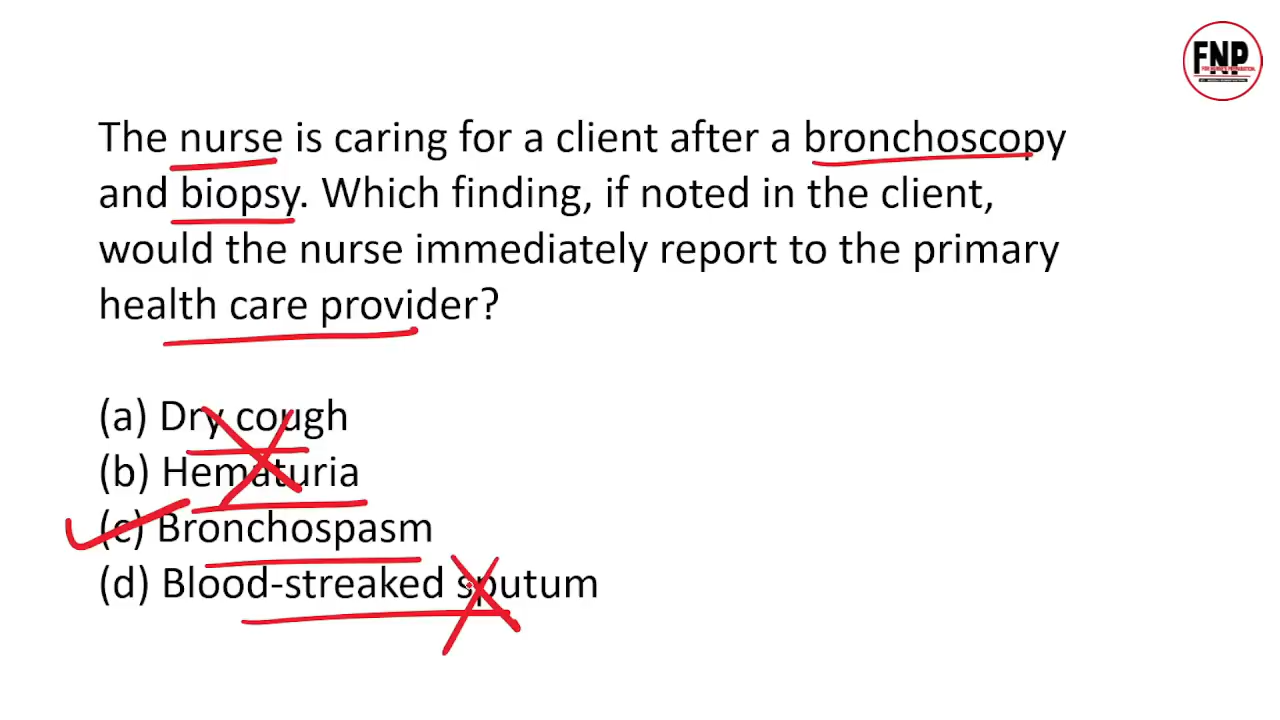 FNP
The nurse is caring for a client after a bronchoscopy
and biopsy. Which finding, if noted in the client,
would the nurse immediately report to the primary
health care provider?
(a) Dry cough
(b) Hematuria
(c) Bronchospasm
(d) Blood-streaked sputum